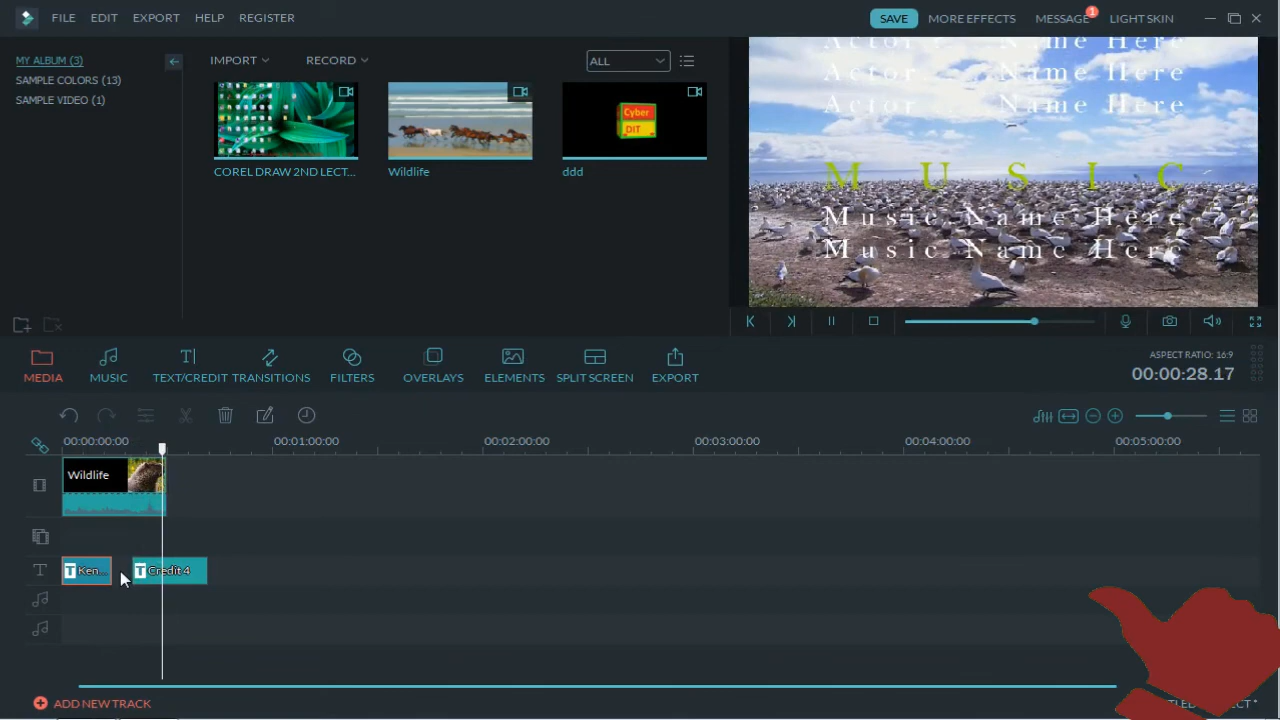 FILE EDIT EXPORT HELP REGISTER SAVE MORE EFFECTS MESSAGE 1 LIGHT SKIN
MY ALBUM (3)
SAMPLE COLORS (13)
SAMPLE VIDEO (1)
IMPORT RECORD ALL
Cyber
DIT
COREL DRAW 2ND LECT... Wildlife ddd
Actor Name Here
Actor Name Here
Actor Name Here
MUSIC
Music Name Here
Music Name Here
MEDIA MUSIC TEXT/CREDIT TRANSITIONS FILTERS OVERLAYS ELEMENTS SPLIT SCREEN EXPORT
ASPECT RATIO: 16:9
00:00:28.17
00:00:00:00 00:01:00:00 00:02:00:00 00:03:00:00 00:04:00:00 00:05:00:00
Wildlife
T Ken... T Credit 4
ADD NEW TRACK